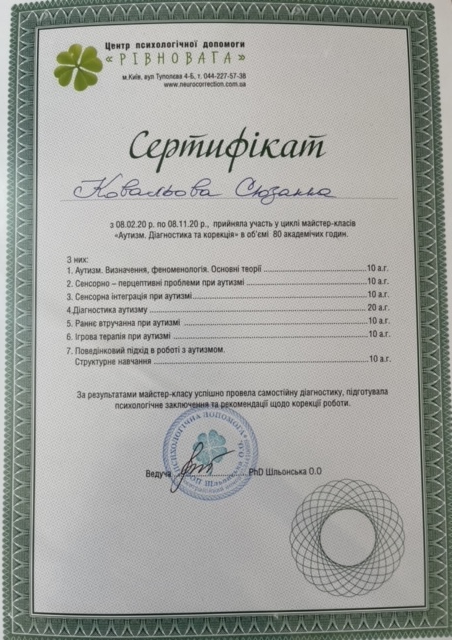 Центр психологічної допомоги
«РІВНОВАГА»
м.Київ, вул Туполєва 4-Б, т. 044-227-57-38
www.neurocorrection.com.ua
Сертифікат
Ковальова Сюзанна
з 08.02.20 р. по 08.11.20 р., прийняла участь у циклі майстер-класів
«Аутизм. Діагностика та корекція» в об'ємі 80 академічих годин.
З них:
1. Аутизм. Визначення, феноменологія. Основні теорії 10 а.г.
2. Сенсорно – перцептивні проблеми при аутизмі 10 а.г.
3. Сенсорна інтеграція при аутизмі 10 а.г.
4.Діагностика аутизму 20 а.г.
5. Раннє втручання при аутизмі 10 а.г.
6. Ігрова терапія при аутизмі 10 а.г.
7. Поведінковий підхід в роботі з аутизмом.
Структурне навчання 10 а.г.
За результатами майстер-класу успішно провела самостійну діагностику, підготувала
психологічне заключення та рекомендації щодо корекції роботи.
ПСИХОЛОГІЧНА ДОПОМОГА
Ведуча PhD Шльонська О.О